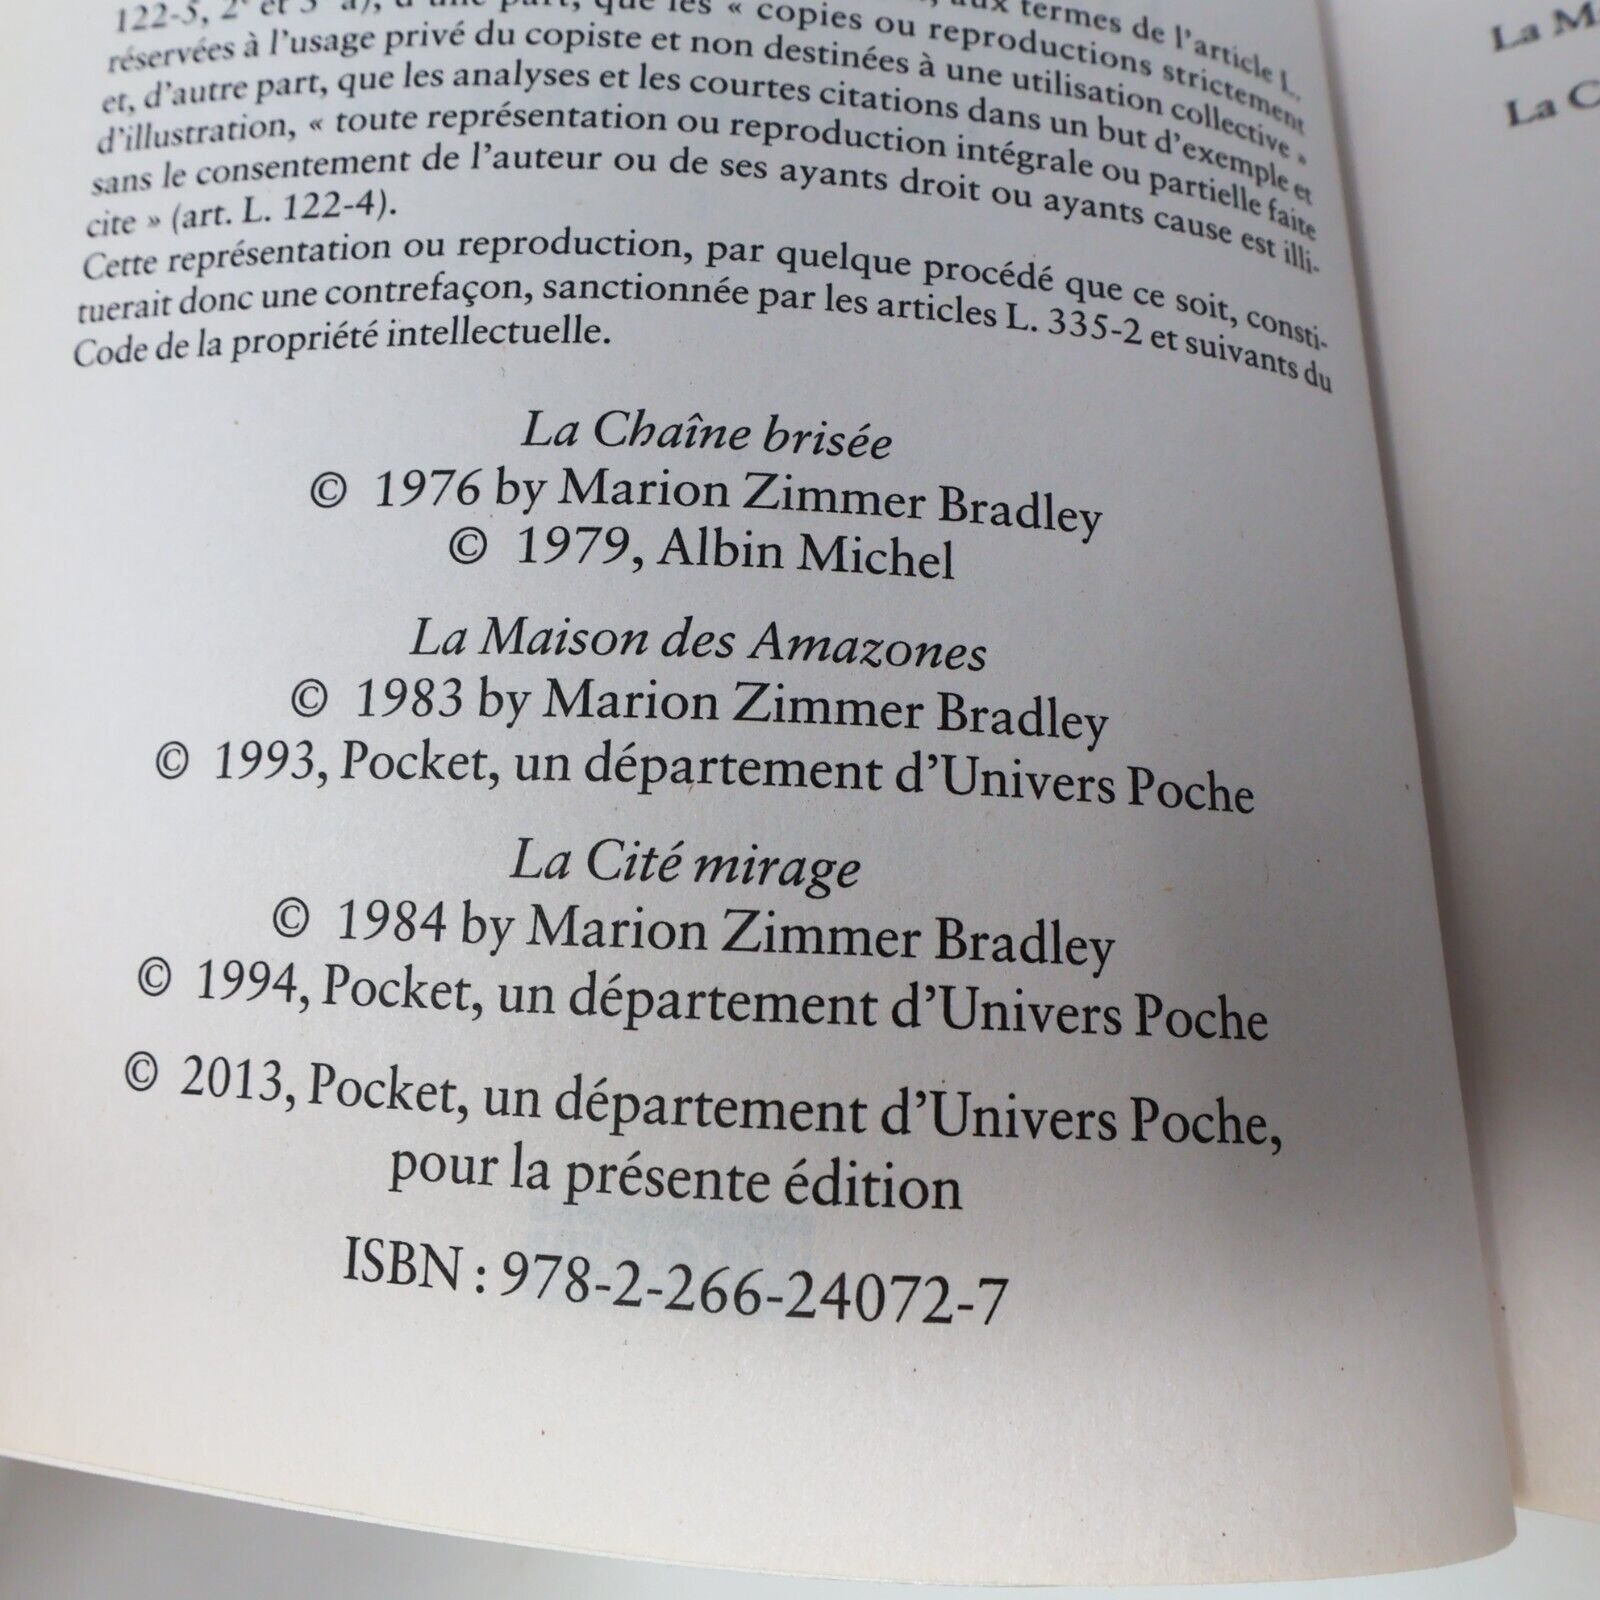 122-5, 2° et 3° a), d'une part, que les « copies ou reproductions strictement
réservées à l'usage privé du copiste et non destinées à une utilisation collective »
et, d'autre part, que les analyses et les courtes citations dans un but d'exemple et
d'illustration, « toute représentation ou reproduction intégrale ou partielle faite
sans le consentement de l'auteur ou de ses ayants droit ou ayants cause est illi-
cite » (art. L. 122-4).
Cette représentation ou reproduction, par quelque procédé que ce soit, consti-
tuerait donc une contrefaçon, sanctionnée par les articles L. 335-2 et suivants du
Code de la propriété intellectuelle.
La Chaîne brisée
© 1976 by Marion Zimmer Bradley
© 1979, Albin Michel
La Maison des Amazones
© 1983 by Marion Zimmer Bradley
© 1993, Pocket, un département d'Univers Poche
La Cité mirage
© 1984 by Marion Zimmer Bradley
© 1994, Pocket, un département d'Univers Poche
© 2013, Pocket, un département d'Univers Poche,
pour la présente édition
ISBN : 978-2-266-24072-7
La
La